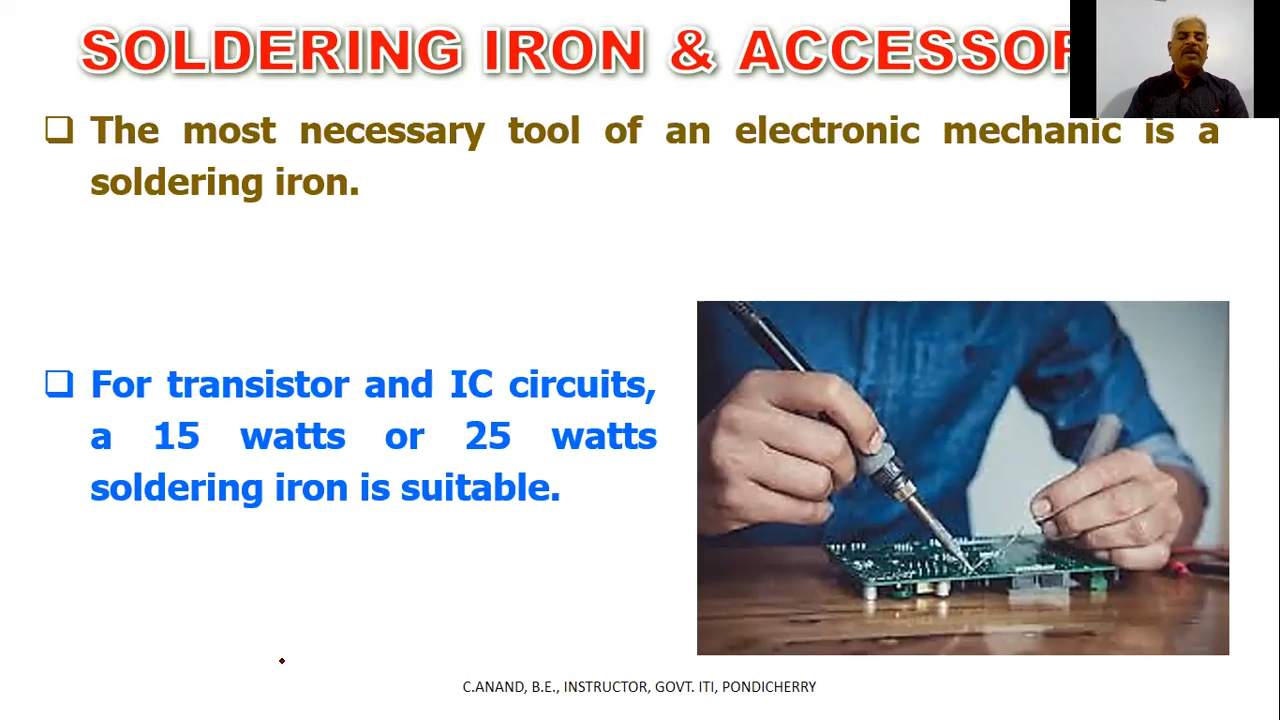 SOLDERING IRON & ACCESSOR
❑ The most necessary tool of an electronic mechanic is a
soldering iron.
❑ For transistor and IC circuits,
a 15 watts or 25 watts
soldering iron is suitable.
C.ANAND, B.E., INSTRUCTOR, GOVT. ITI, PONDICHERRY